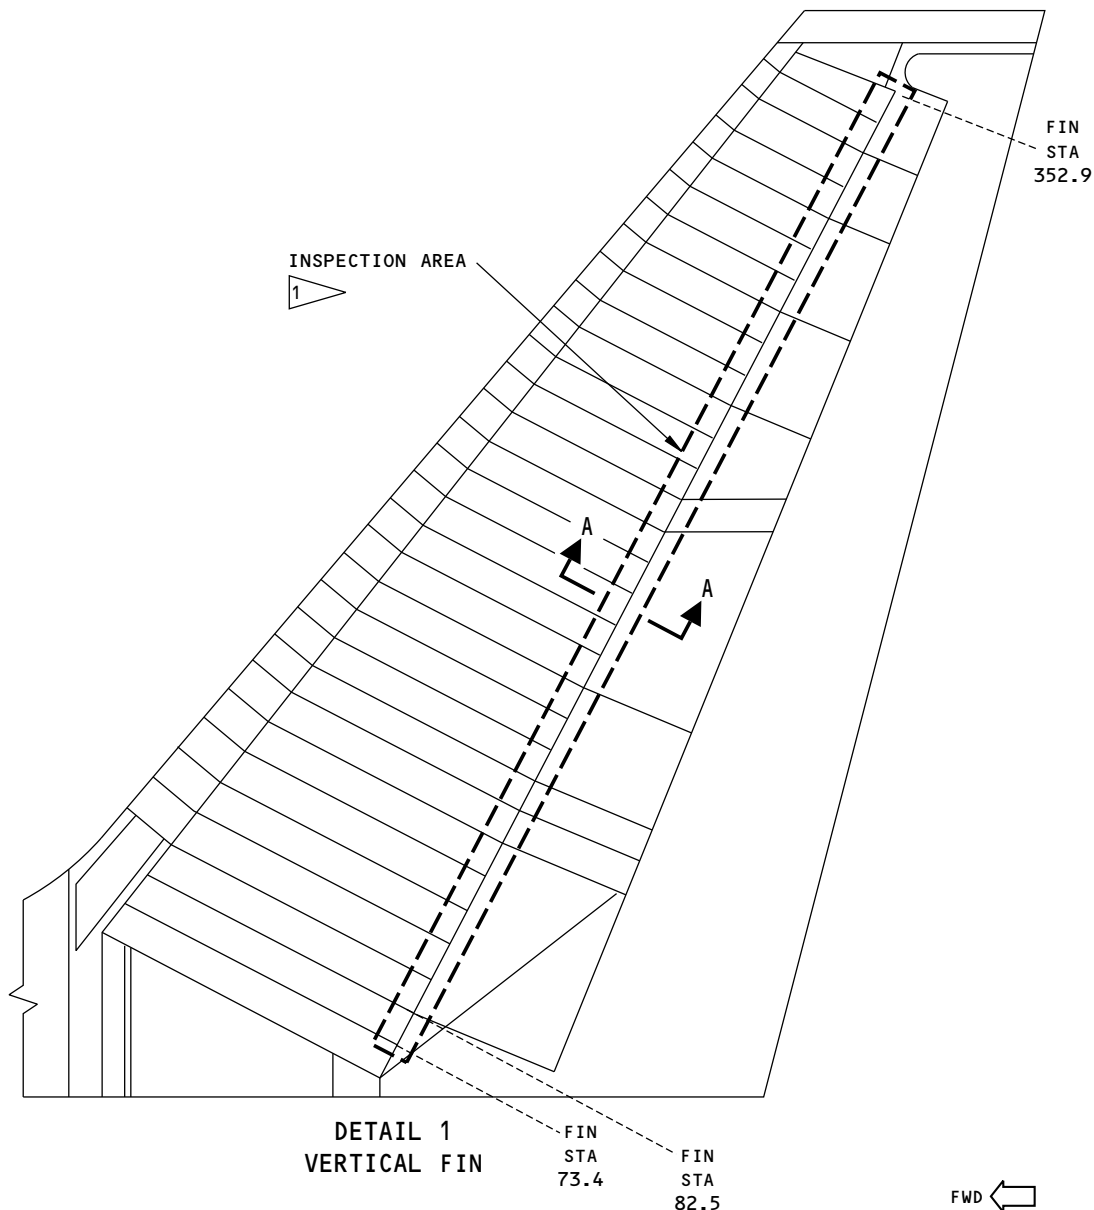 FIN
STA
352.9
INSPECTION AREA
1
A
A
DETAIL 1
VERTICAL FIN
FIN
STA
73.4
FIN
STA
82.5
FWD